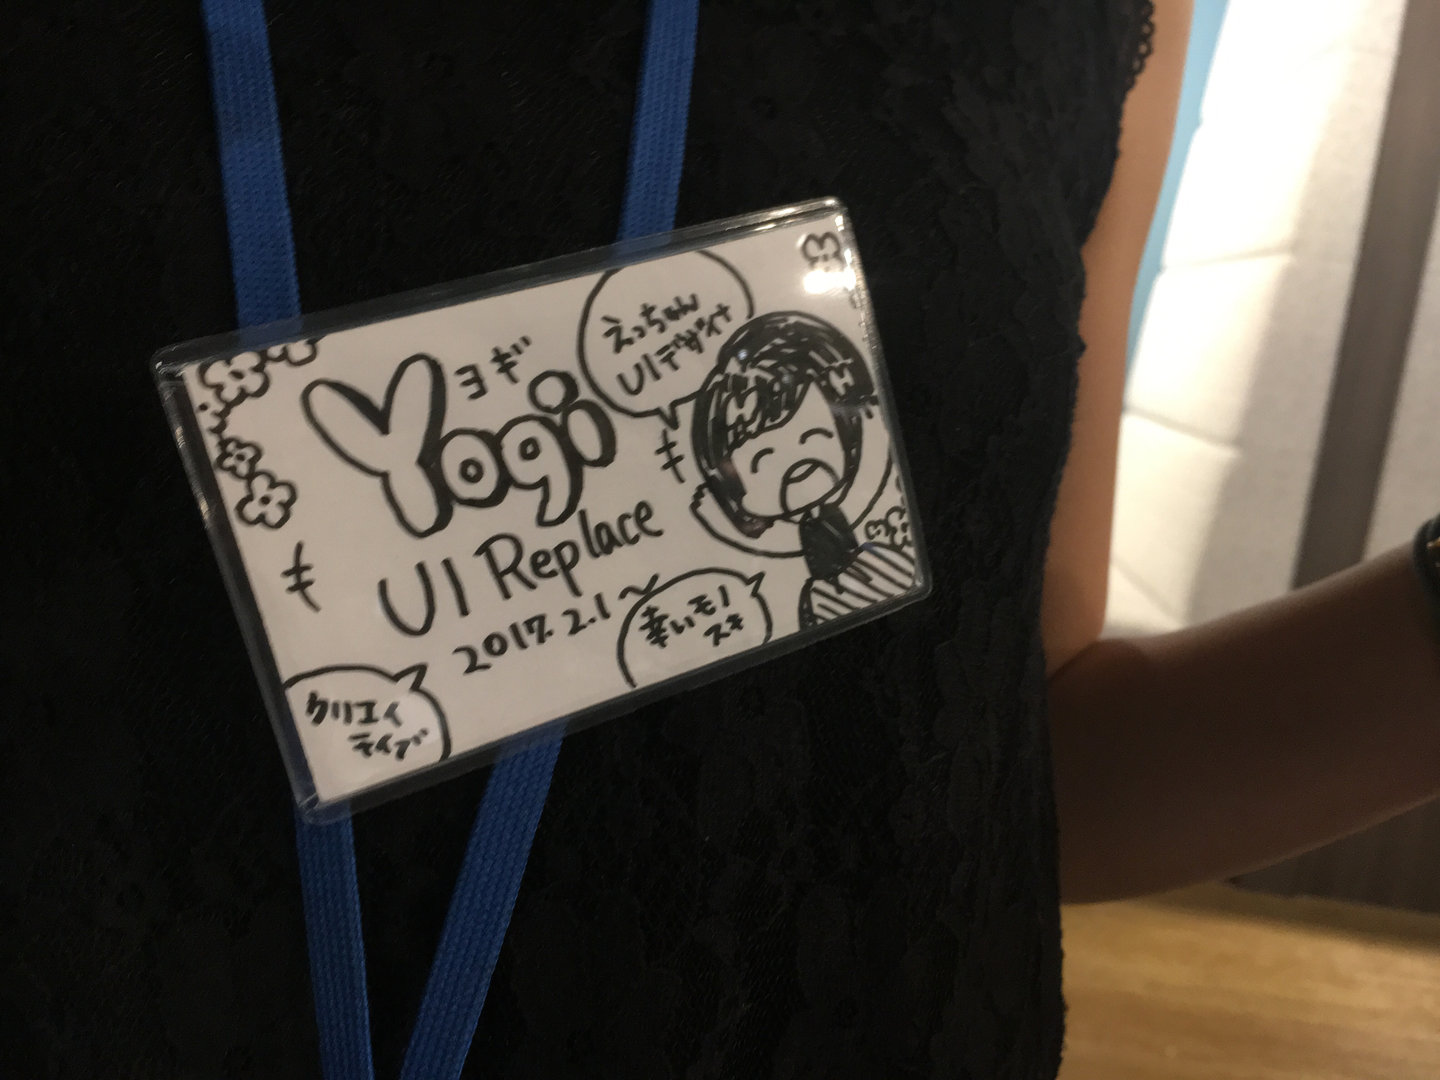 えっちゃん
UIデザイナ
ヨギ
Yogi
UI Replace
2017.2.1〜
辛いモノ
スキ
クリエイ
ティブ